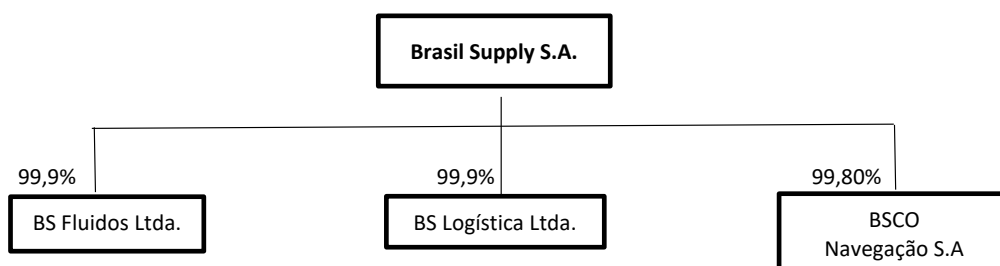 Brasil Supply S.A.
99,9%
99,9%
99,80%
BS Fluidos Ltda.
BS Logística Ltda.
BSCO
Navegação S.A